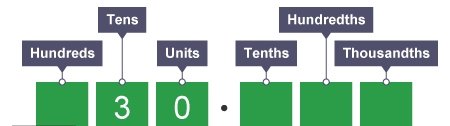 Tens
Hundredths
Hundreds
Units
Tenths
Thousandths
3 0 .